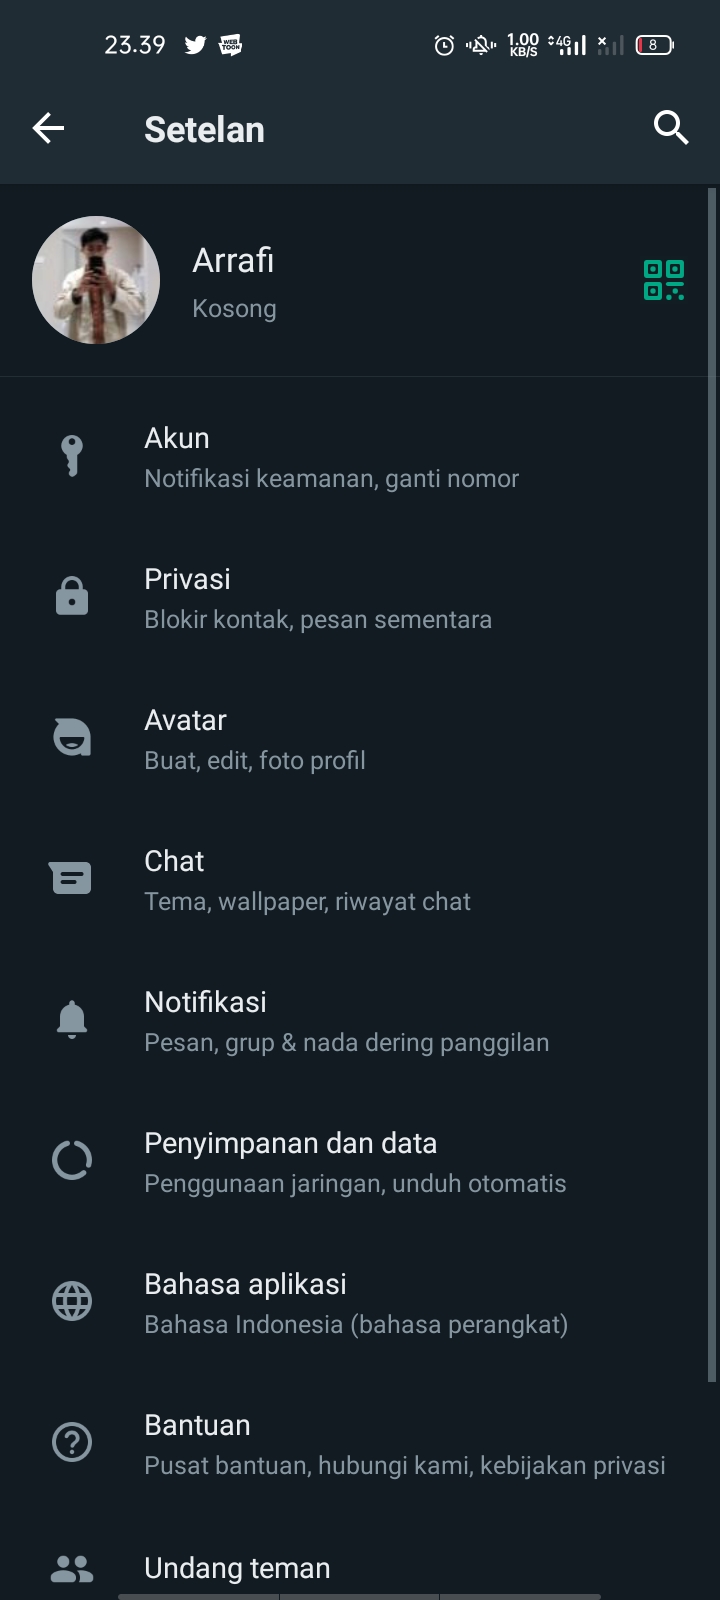 23.39 WEB TOON 1.00 KB/S 4G 8
Setelan
Arrafi
Kosong
Akun
Notifikasi keamanan, ganti nomor
Privasi
Blokir kontak, pesan sementara
Avatar
Buat, edit, foto profil
Chat
Tema, wallpaper, riwayat chat
Notifikasi
Pesan, grup & nada dering panggilan
Penyimpanan dan data
Penggunaan jaringan, unduh otomatis
Bahasa aplikasi
Bahasa Indonesia (bahasa perangkat)
Bantuan
Pusat bantuan, hubungi kami, kebijakan privasi
Undang teman